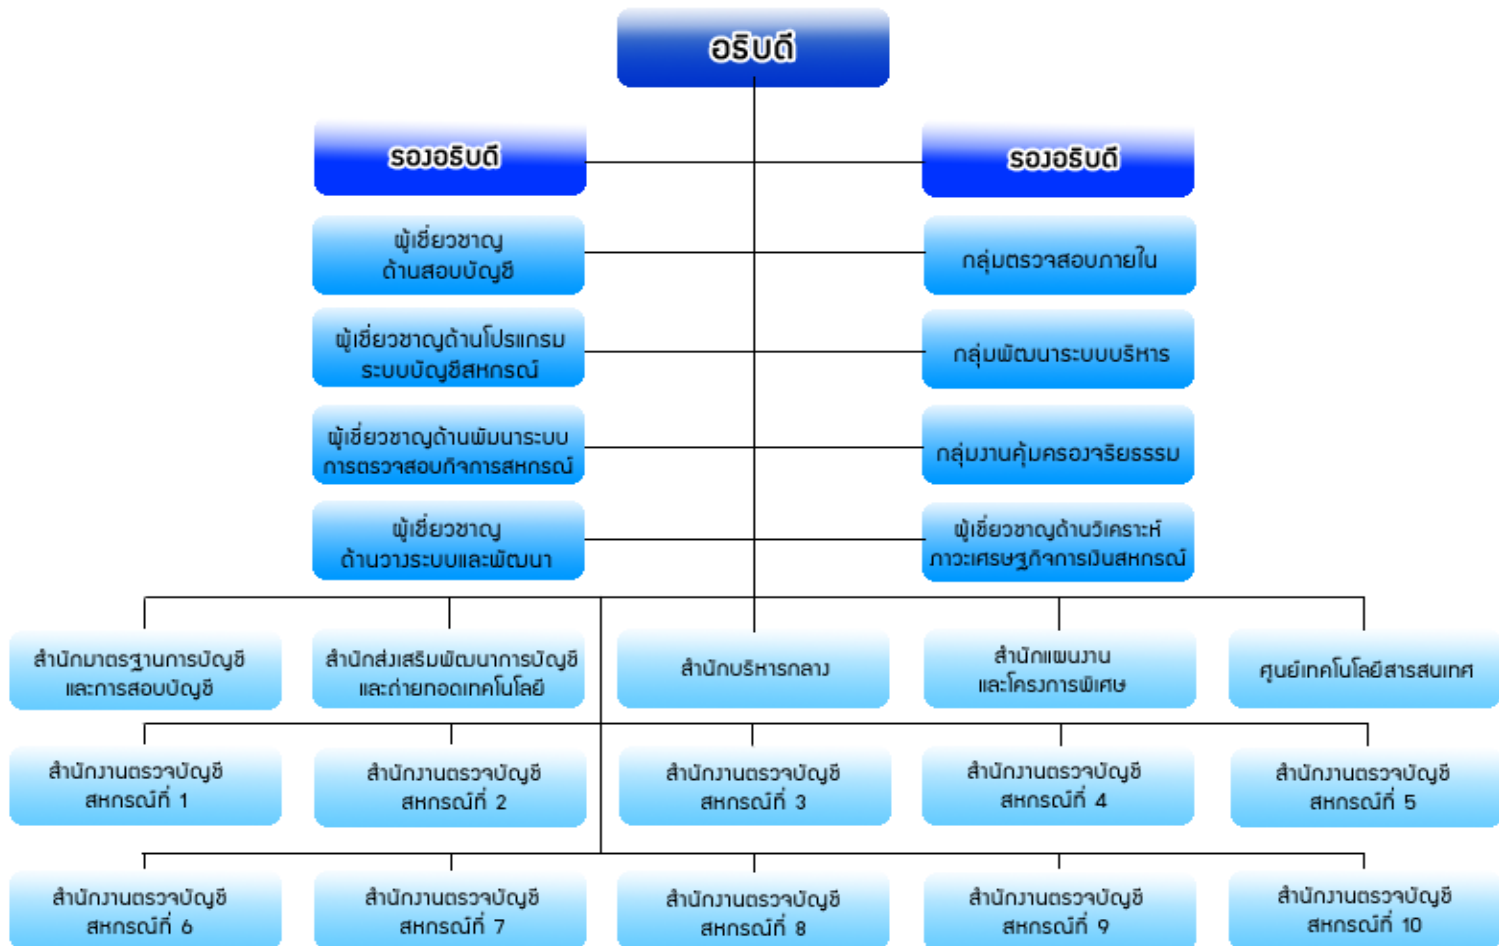 อธิบดี
รองอธิบดี
รองอธิบดี
ผู้เชี่ยวชาญ
ด้านสอบบัญชี
กลุ่มตรวจสอบภายใน
ผู้เชี่ยวชาญด้านโปรแกรม
ระบบบัญชีสหกรณ์
กลุ่มพัฒนาระบบบริหาร
ผู้เชี่ยวชาญด้านพัมนาระบบ
การตรวจสอบกิจการสหกรณ์
กลุ่มงานคุ้มครองจริยธรรม
ผู้เชี่ยวชาญ
ด้านวางระบบและพัฒนา
ผู้เชี่ยวชาญด้านวิเคราะห์
ภาวะเศรษฐกิจการเงินสหกรณ์
สำนักมาตรฐานการบัญชี
และการสอบบัญชี
สำนักส่งเสริมพัฒนาการบัญชี
และถ่ายทอดเทคโนโลยี
สำนักบริหารกลาง
สำนักแผนงาน
และโครงการพิเศษ
ศูนย์เทคโนโลยีสารสนเทศ
สำนักงานตรวจบัญชี
สหกรณ์ที่ 1
สำนักงานตรวจบัญชี
สหกรณ์ที่ 2
สำนักงานตรวจบัญชี
สหกรณ์ที่ 3
สำนักงานตรวจบัญชี
สหกรณ์ที่ 4
สำนักงานตรวจบัญชี
สหกรณ์ที่ 5
สำนักงานตรวจบัญชี
สหกรณ์ที่ 6
สำนักงานตรวจบัญชี
สหกรณ์ที่ 7
สำนักงานตรวจบัญชี
สหกรณ์ที่ 8
สำนักงานตรวจบัญชี
สหกรณ์ที่ 9
สำนักงานตรวจบัญชี
สหกรณ์ที่ 10